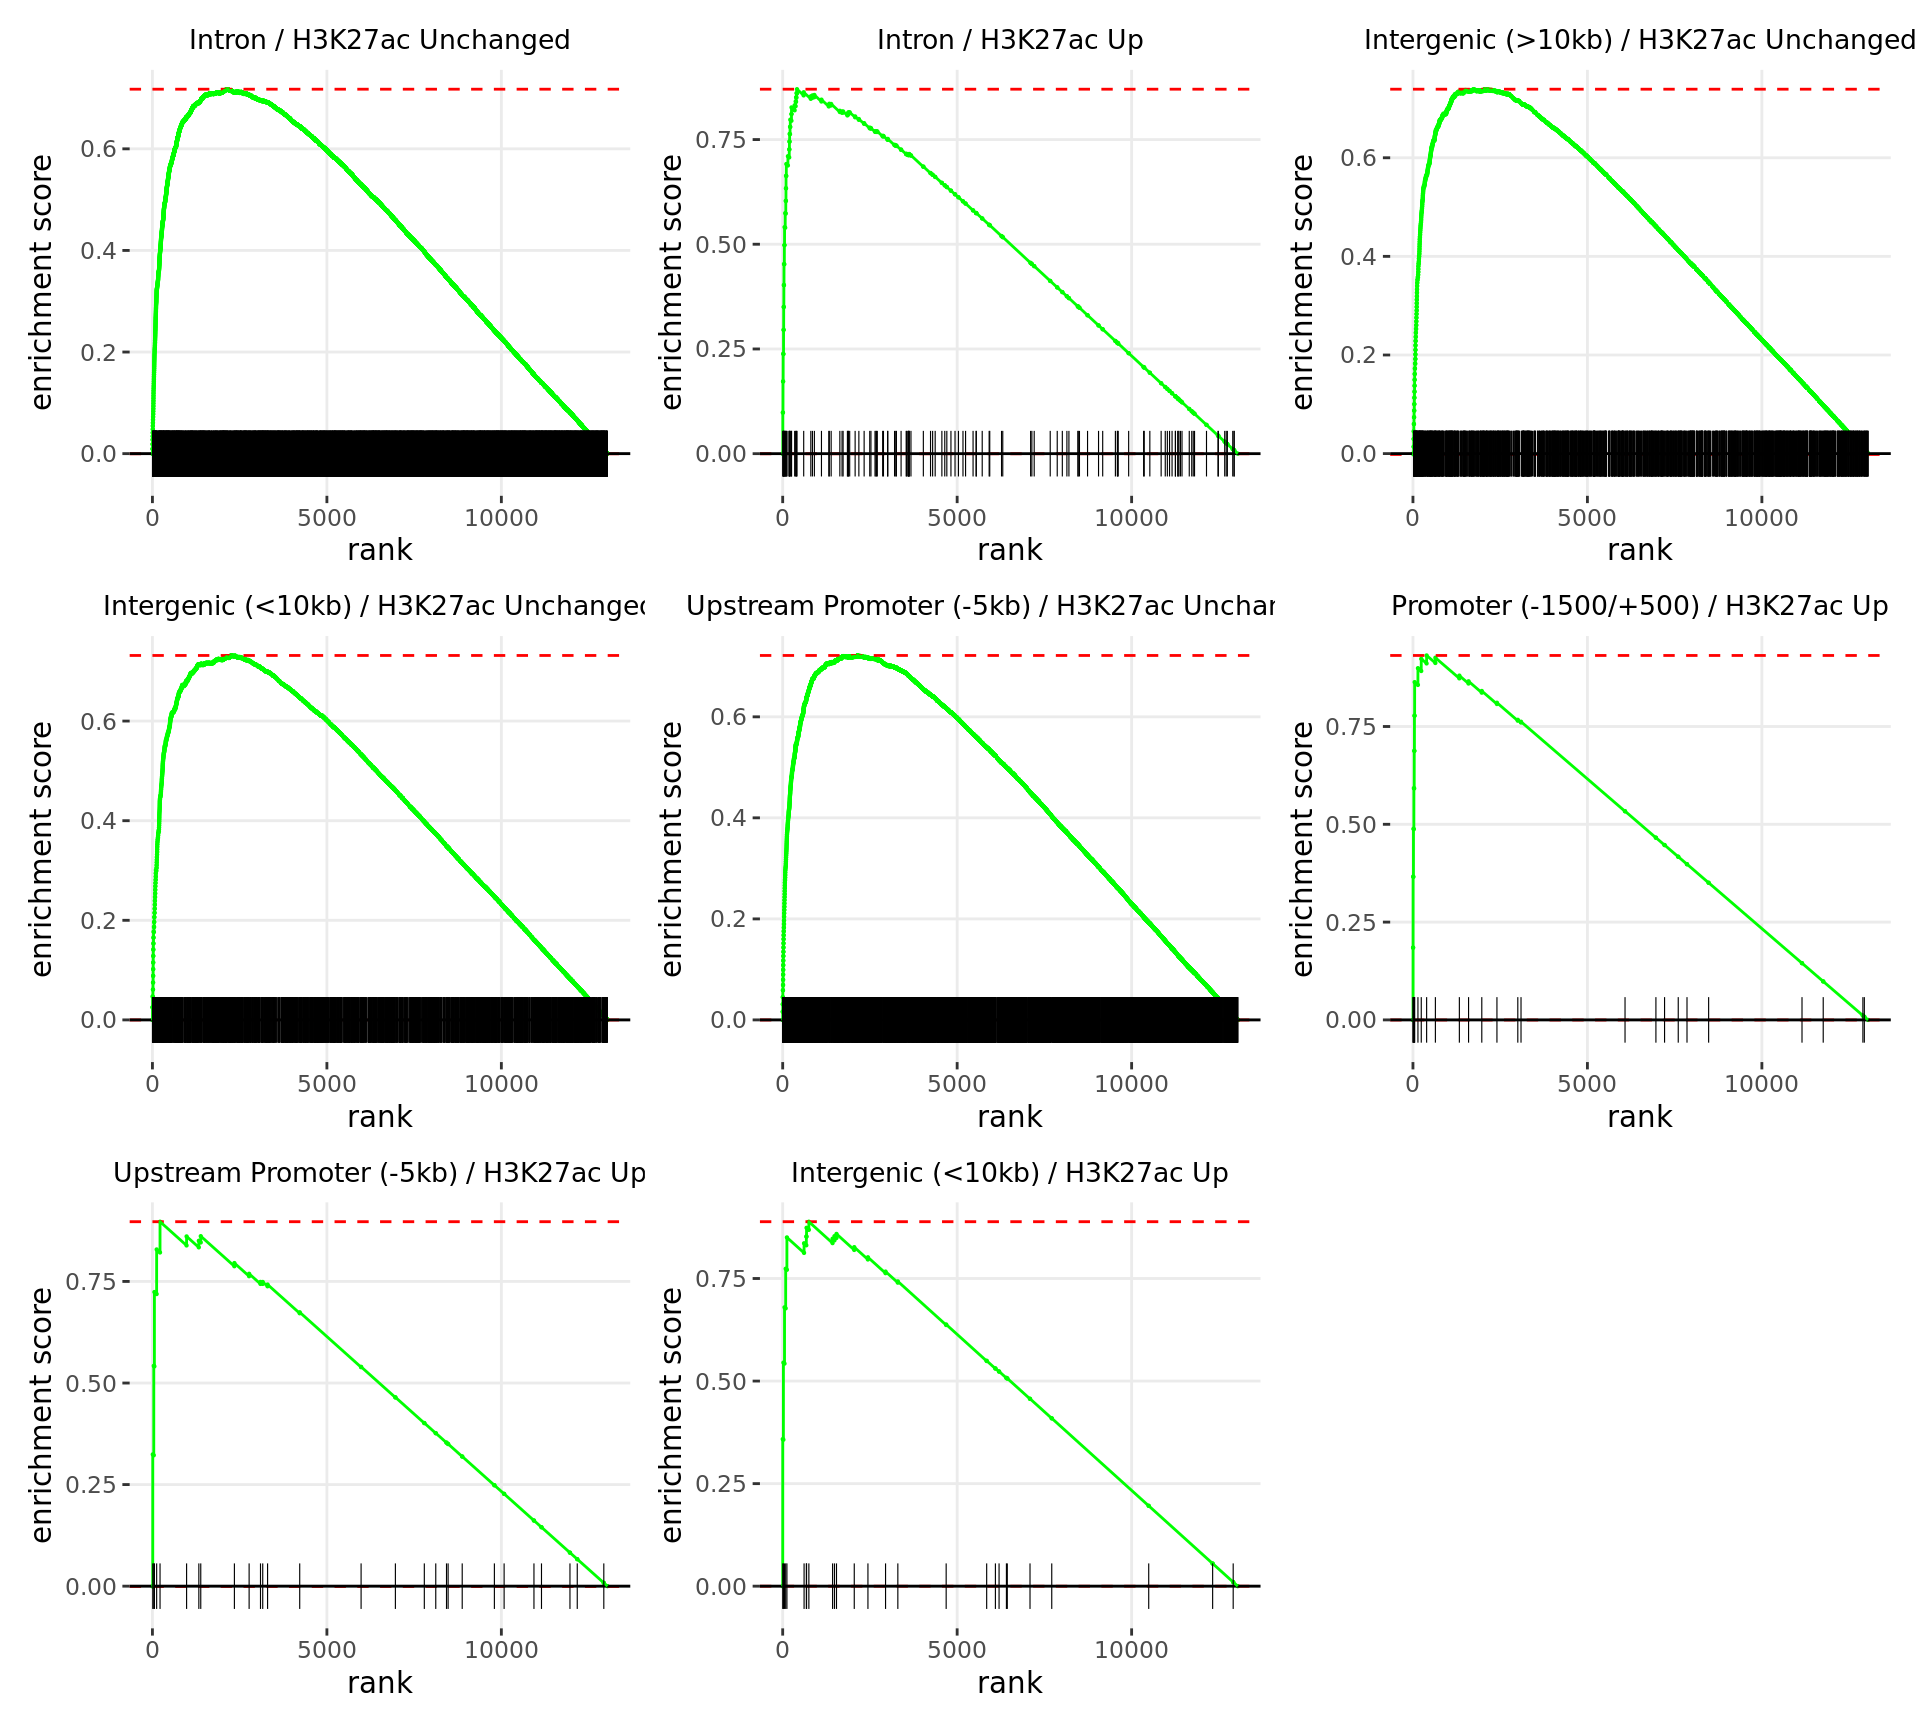 Intron / H3K27ac Unchanged
enrichment score
0.6
0.4
0.2
0.0
0 5000 10000
rank
Intron / H3K27ac Up
enrichment score
0.75
0.50
0.25
0.00
0 5000 10000
rank
Intergenic (>10kb) / H3K27ac Unchanged
enrichment score
0.6
0.4
0.2
0.0
0 5000 10000
rank
Intergenic (<10kb) / H3K27ac Unchanged
enrichment score
0.6
0.4
0.2
0.0
0 5000 10000
rank
Upstream Promoter (-5kb) / H3K27ac Unchar
enrichment score
0.6
0.4
0.2
0.0
0 5000 10000
rank
Promoter (-1500/+500) / H3K27ac Up
enrichment score
0.75
0.50
0.25
0.00
0 5000 10000
rank
Upstream Promoter (-5kb) / H3K27ac Up
enrichment score
0.75
0.50
0.25
0.00
0 5000 10000
rank
Intergenic (<10kb) / H3K27ac Up
enrichment score
0.75
0.50
0.25
0.00
0 5000 10000
rank